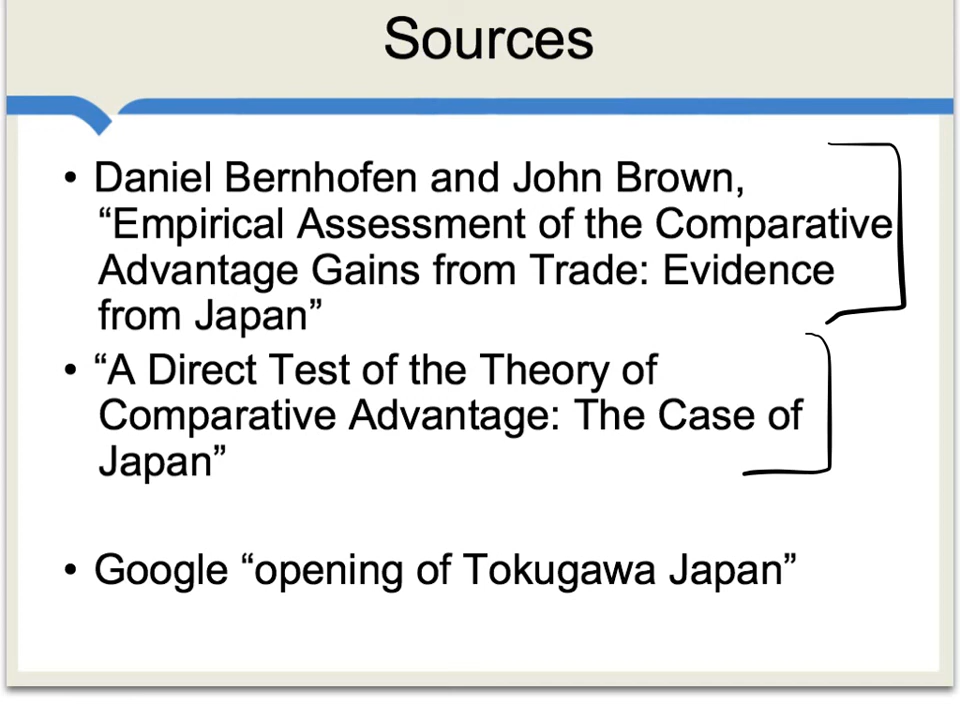 Sources
• Daniel Bernhofen and John Brown,
“Empirical Assessment of the Comparative
Advantage Gains from Trade: Evidence
from Japan”
• “A Direct Test of the Theory of
Comparative Advantage: The Case of
Japan”
• Google “opening of Tokugawa Japan”